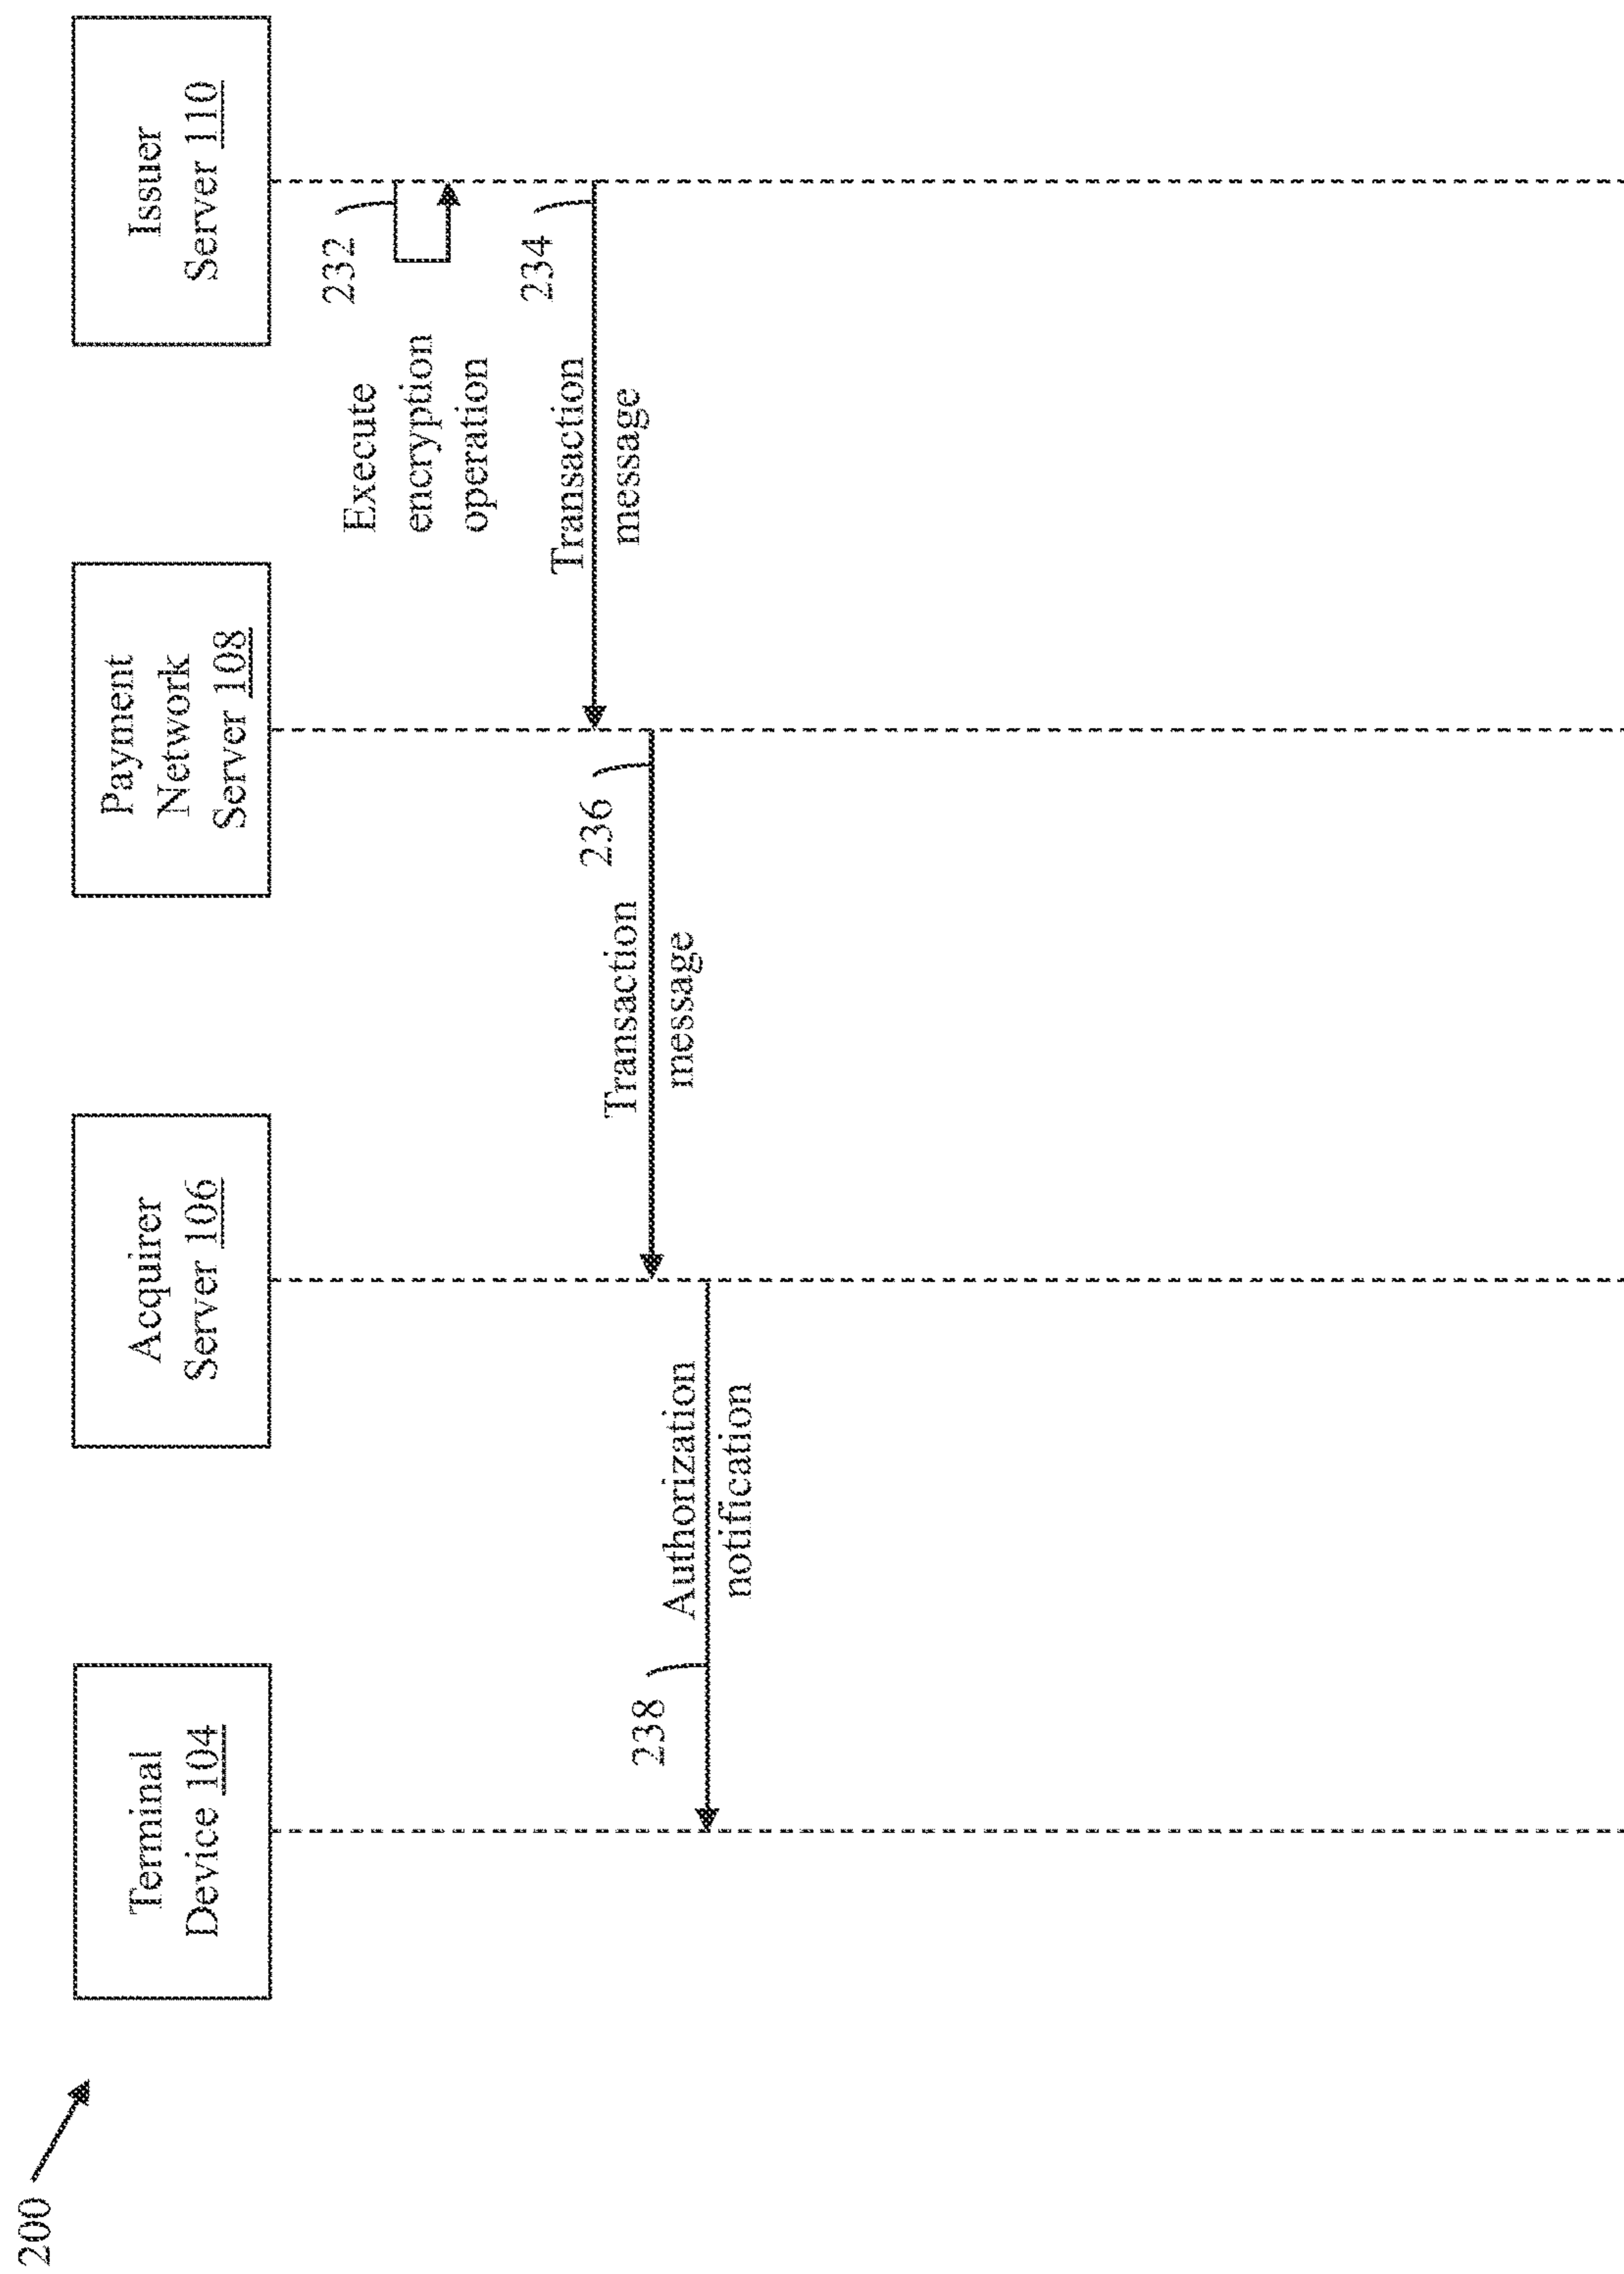 200
Terminal
Device 104
Acquirer
Server 106
Payment
Network
Server 108
Issuer
Server 110
232
Execute
encryption
operation
234
Transaction
message
236
Transaction
message
238
Authorization
notification